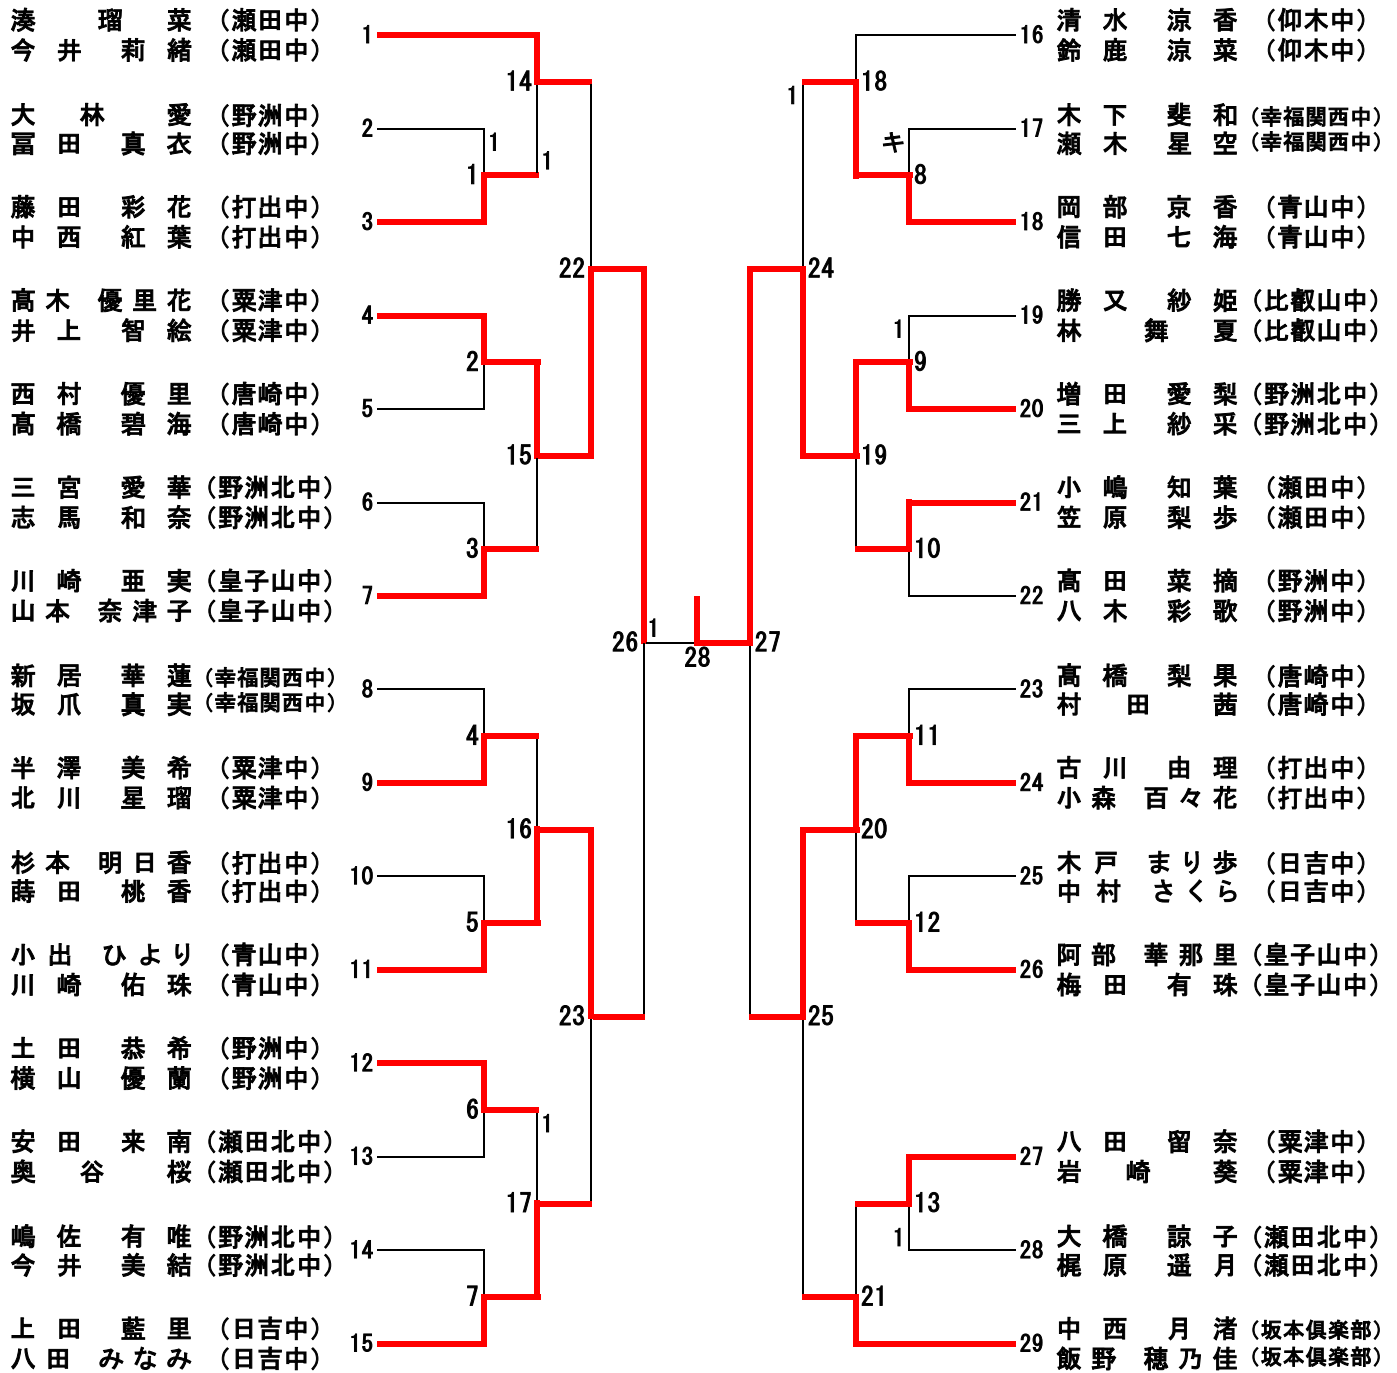 湊 瑠 菜 (瀬田中)
今 井 莉 緒 (瀬田中)
1
大 林 愛 (野洲中)
冨 田 真 衣 (野洲中)
2
藤 田 彩 花 (打出中)
中 西 紅 葉 (打出中)
3
髙 木 優 里 花 (粟津中)
井 上 智 絵 (粟津中)
4
西 村 優 里 (唐崎中)
髙 橋 碧 海 (唐崎中)
5
三 宮 愛 華 (野洲北中)
志 馬 和 奈 (野洲北中)
6
川 崎 亜 実 (皇子山中)
山 本 奈 津 子 (皇子山中)
7
新 居 華 蓮 (幸福関西中)
坂 爪 真 実 (幸福関西中)
8
半 澤 美 希 (粟津中)
北 川 星 瑠 (粟津中)
9
杉 本 明 日 香 (打出中)
蒔 田 桃 香 (打出中)
10
小 出 ひ よ り (青山中)
川 崎 佑 珠 (青山中)
11
土 田 恭 希 (野洲中)
横 山 優 蘭 (野洲中)
12
安 田 来 南 (瀬田北中)
奥 谷 桜 (瀬田北中)
13
嶋 佐 有 唯 (野洲北中)
今 井 美 結 (野洲北中)
14
上 田 藍 里 (日吉中)
八 田 み な み (日吉中)
15
14
1
1
1
22
2
15
3
26
1
4
16
5
23
6
1
17
7
28
1
18
キ
8
24
1
9
19
10
27
11
20
12
25
13
1
21
16
清 水 涼 香 (仰木中)
鈴 鹿 涼 菜 (仰木中)
17
木 下 斐 和 (幸福関西中)
瀬 木 星 空 (幸福関西中)
18
岡 部 京 香 (青山中)
信 田 七 海 (青山中)
19
勝 又 紗 姫 (比叡山中)
林 舞 夏 (比叡山中)
20
増 田 愛 梨 (野洲北中)
三 上 紗 采 (野洲北中)
21
小 嶋 知 葉 (瀬田中)
笠 原 梨 歩 (瀬田中)
22
髙 田 菜 摘 (野洲中)
八 木 彩 歌 (野洲中)
23
髙 橋 梨 果 (唐崎中)
村 田 茜 (唐崎中)
24
古 川 由 理 (打出中)
小 森 百 々 花 (打出中)
25
木 戸 ま り 歩 (日吉中)
中 村 さ く ら (日吉中)
26
阿 部 華 那 里 (皇子山中)
梅 田 有 珠 (皇子山中)
27
八 田 留 奈 (粟津中)
岩 崎 葵 (粟津中)
28
大 橋 諒 子 (瀬田北中)
梶 原 遥 月 (瀬田北中)
29
中 西 月 渚 (坂本倶楽部)
飯 野 穂 乃 佳 (坂本倶楽部)